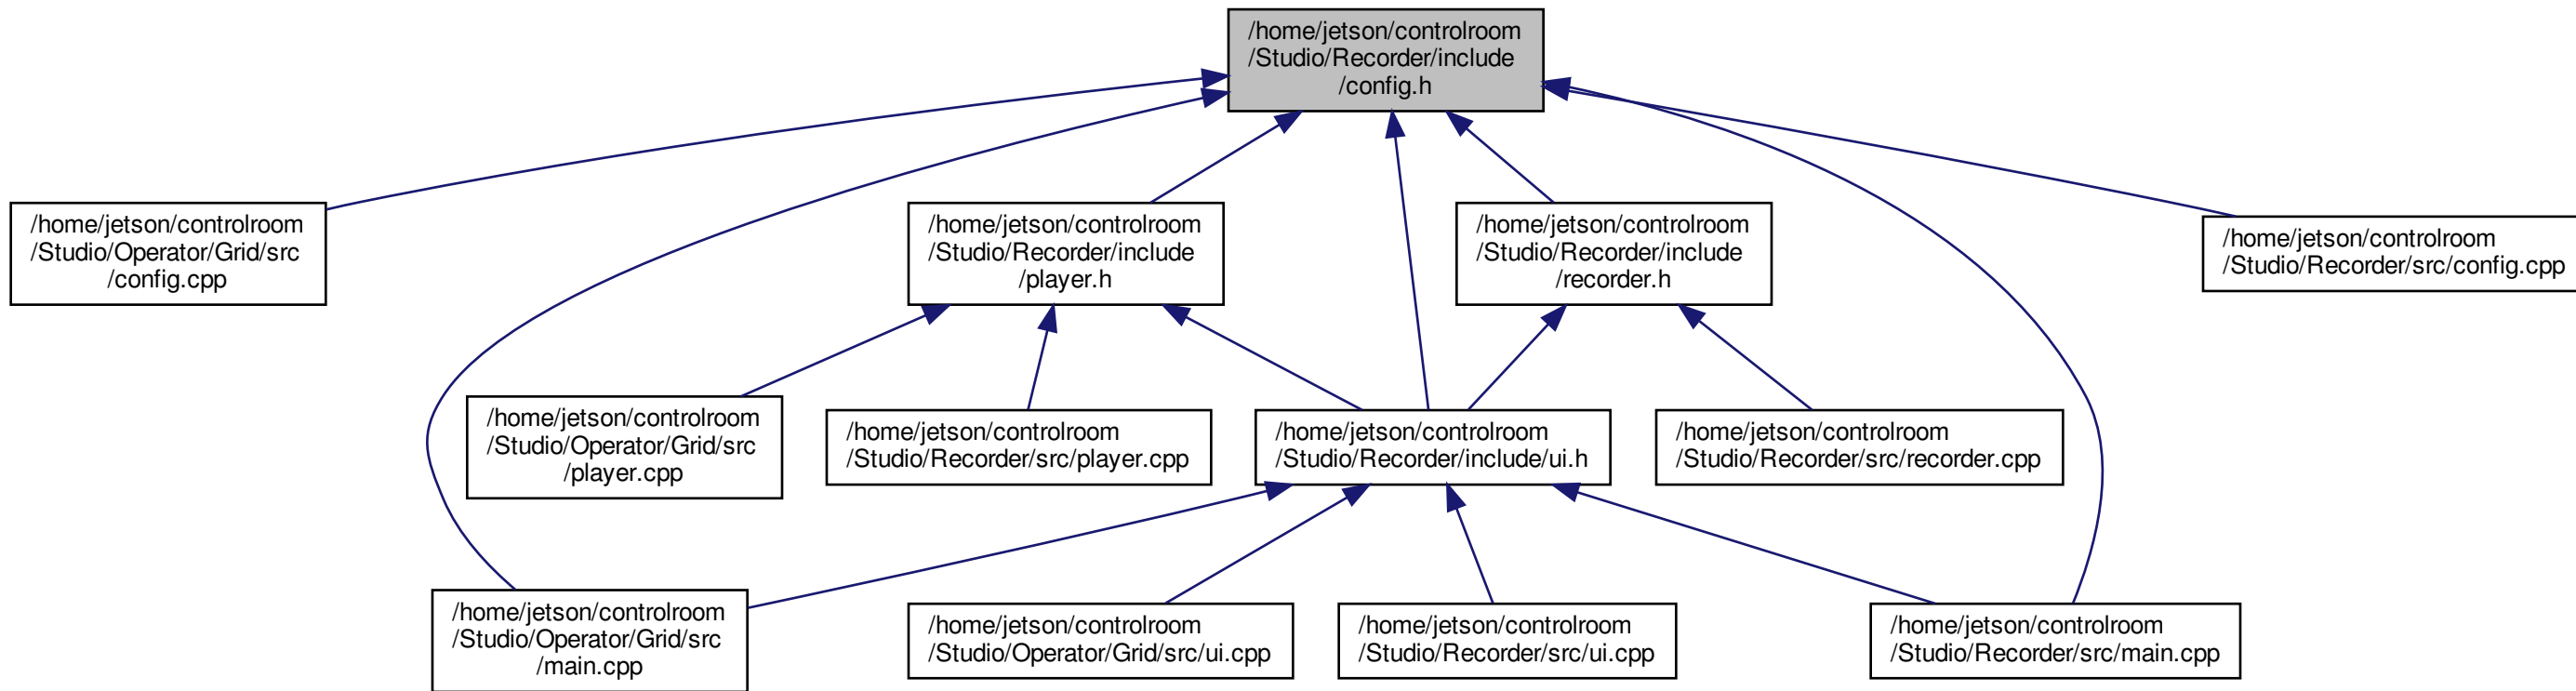 /home/jetson/controlroom
/Studio/Recorder/include
/config.h
/home/jetson/controlroom
/Studio/Operator/Grid/src
/config.cpp
/home/jetson/controlroom
/Studio/Recorder/include
/player.h
/home/jetson/controlroom
/Studio/Recorder/include
/recorder.h
/home/jetson/controlroom
/Studio/Recorder/src/config.cpp
/home/jetson/controlroom
/Studio/Operator/Grid/src
/player.cpp
/home/jetson/controlroom
/Studio/Recorder/src/player.cpp
/home/jetson/controlroom
/Studio/Recorder/include/ui.h
/home/jetson/controlroom
/Studio/Recorder/src/recorder.cpp
/home/jetson/controlroom
/Studio/Operator/Grid/src
/main.cpp
/home/jetson/controlroom
/Studio/Operator/Grid/src/ui.cpp
/home/jetson/controlroom
/Studio/Recorder/src/ui.cpp
/home/jetson/controlroom
/Studio/Recorder/src/main.cpp